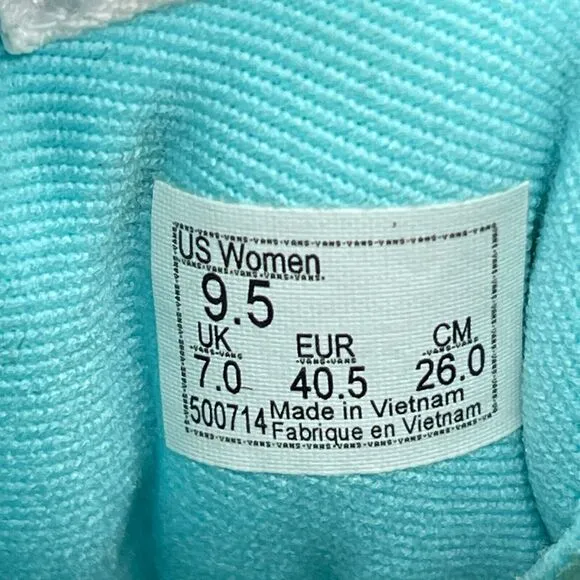 US Women
9.5
UK EUR CM
7.0 40.5 26.0
500714 Made in Vietnam
Fabrique en Vietnam